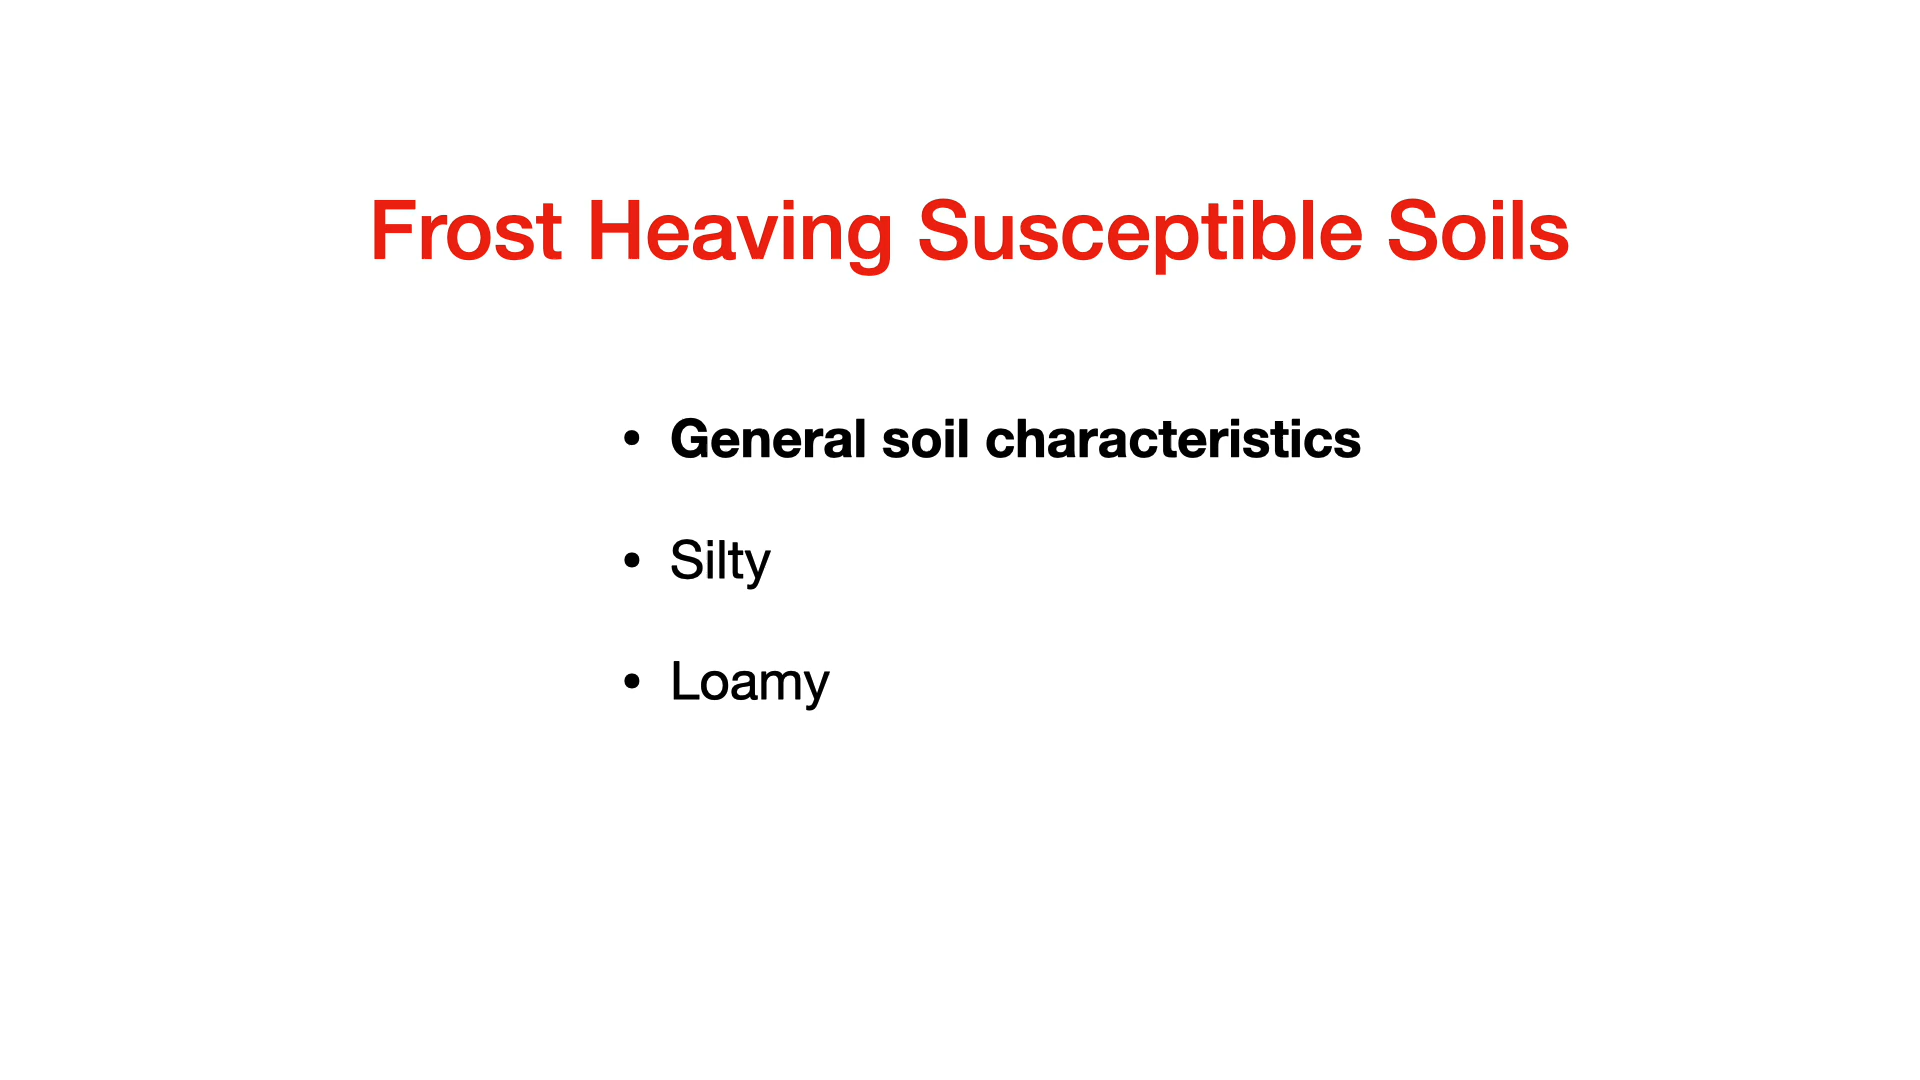 Frost Heaving Susceptible Soils
• General soil characteristics
• Silty
• Loamy